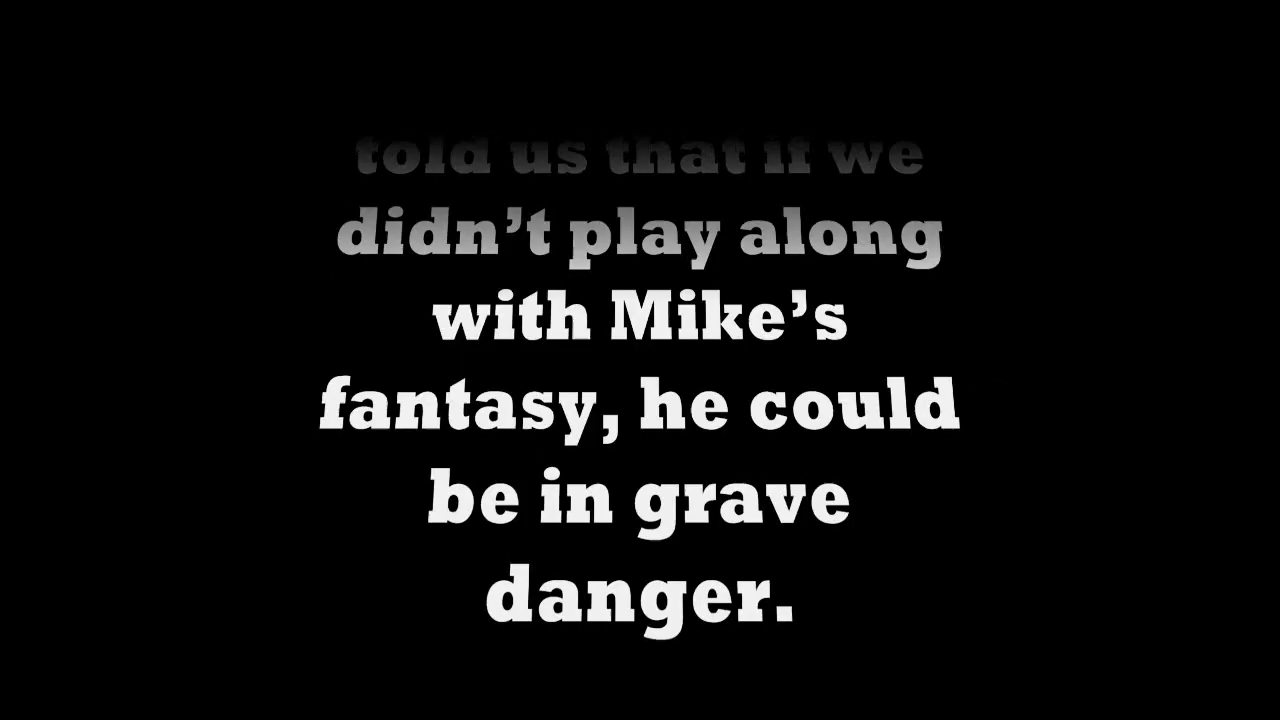 told us that if we
didn’t play along
with Mike’s
fantasy, he could
be in grave
danger.